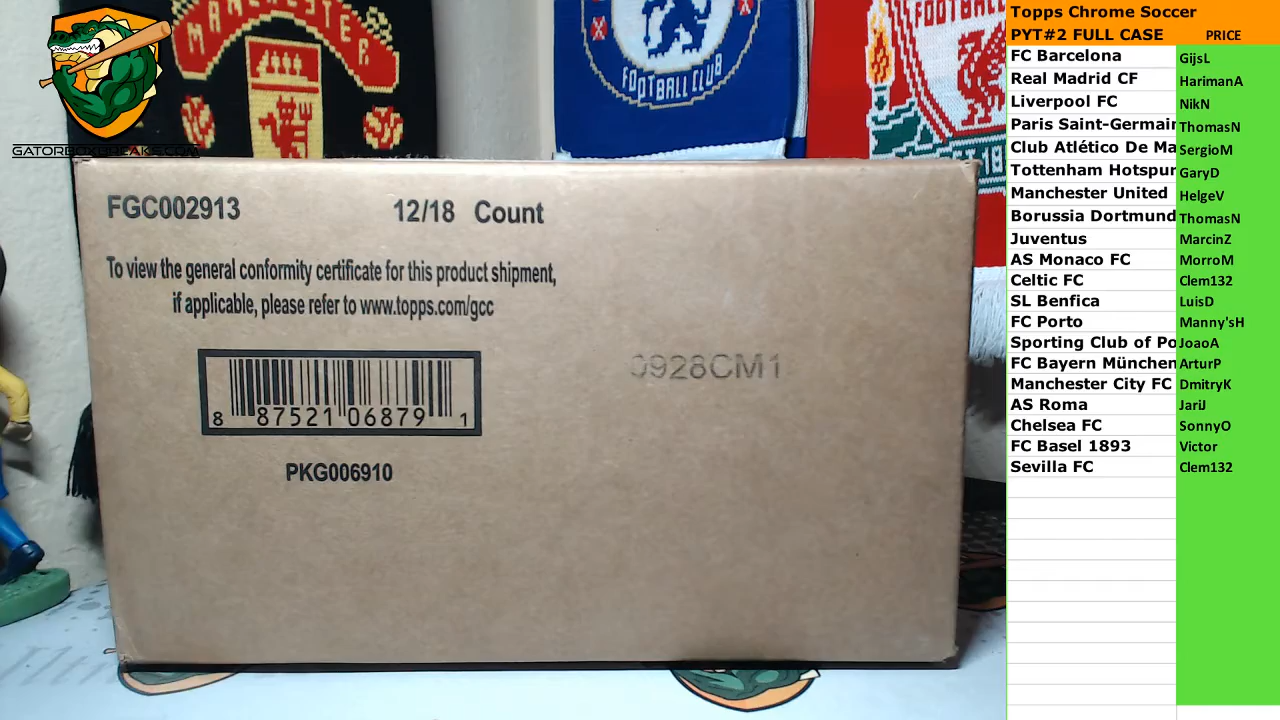 MANCHESTER
FOOTBALL CLUB
FOOTBALL
18
GATORBOXBREAKS.COM
FGC002913 12/18 Count
To view the general conformity certificate for this product shipment,
if applicable, please refer to www.topps.com/gcc
0928CM1
8 87521 06879 1
PKG006910
Topps Chrome Soccer
PYT#2 FULL CASE PRICE
FC Barcelona GijsL
Real Madrid CF HarimanA
Liverpool FC NikN
Paris Saint-Germain ThomasN
Club Atlético De Ma SergioM
Tottenham Hotspur GaryD
Manchester United HelgeV
Borussia Dortmund ThomasN
Juventus MarcinZ
AS Monaco FC MorroM
Celtic FC Clem132
SL Benfica LuisD
FC Porto Manny'sH
Sporting Club of Po JoaoA
FC Bayern München ArturP
Manchester City FC DmitryK
AS Roma JariJ
Chelsea FC SonnyO
FC Basel 1893 Victor
Sevilla FC Clem132